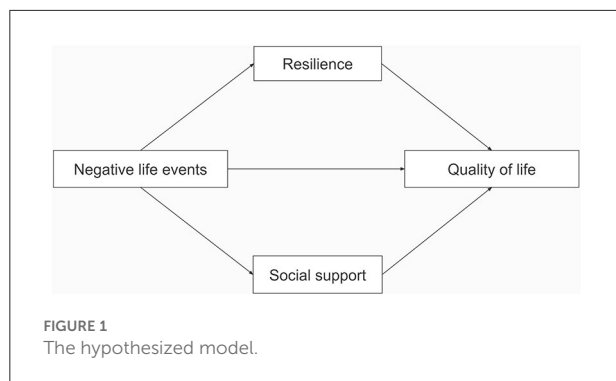 Resilience
Negative life events
Quality of life
Social support
FIGURE 1
The hypothesized model.